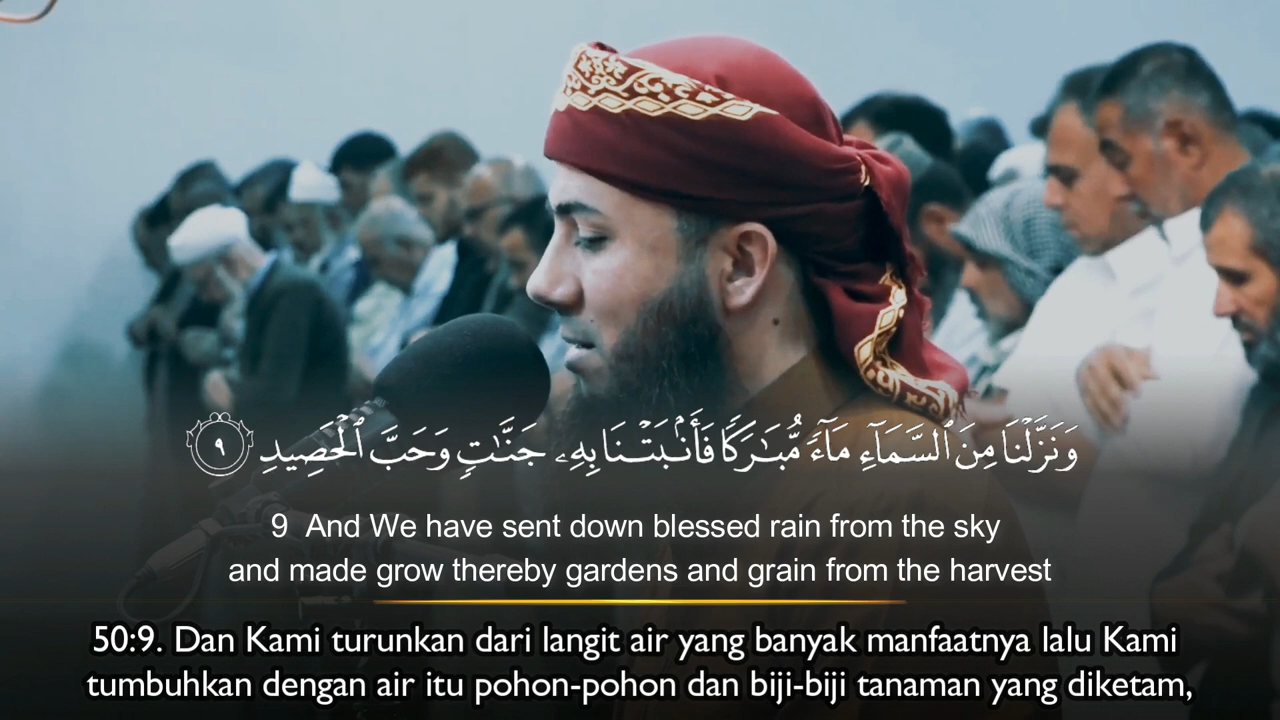 وَنَزَّلْنَا مِنَ ٱلسَّمَآءِ مَآءً مُّبَٰرَكًا فَأَنۢبَتْنَا بِهِۦ جَنَّٰتٍ وَحَبَّ ٱلْحَصِيدِ ٩
9 And We have sent down blessed rain from the sky
and made grow thereby gardens and grain from the harvest
50:9. Dan Kami turunkan dari langit air yang banyak manfaatnya lalu Kami
tumbuhkan dengan air itu pohon-pohon dan biji-biji tanaman yang diketam,